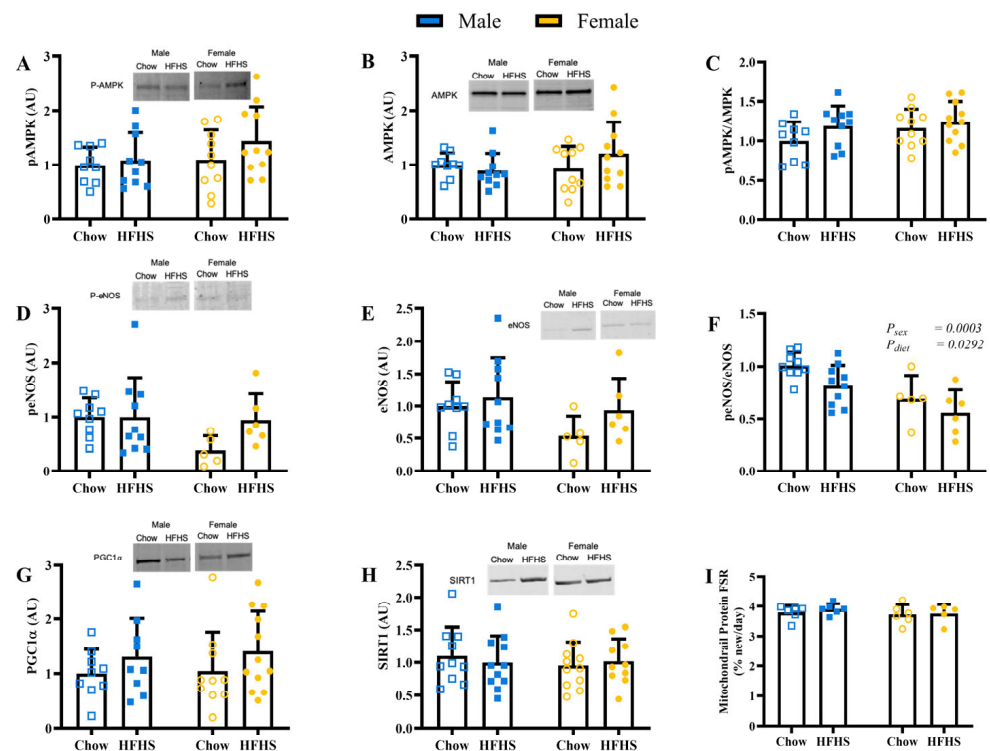 Male Female
A
Male Female
Chow HFHS Chow HFHS
P-AMPK
pAMPK (AU)
3
2
1
0
Chow HFHS Chow HFHS
B
Male Female
Chow HFHS Chow HFHS
AMPK
AMPK (AU)
3
2
1
0
Chow HFHS Chow HFHS
C
pAMPK/AMPK
2.0
1.5
1.0
0.5
0.0
Chow HFHS Chow HFHS
D
Male Female
Chow HFHS Chow HFHS
P-eNOS
peNOS (AU)
3
2
1
0
Chow HFHS Chow HFHS
E
Male Female
Chow HFHS Chow HFHS
eNOS
eNOS (AU)
2.5
2.0
1.5
1.0
0.5
0.0
Chow HFHS Chow HFHS
F
Psex = 0.0003
Pdiet = 0.0292
peNOS/eNOS
1.5
1.0
0.5
0.0
Chow HFHS Chow HFHS
G
Male Female
Chow HFHS Chow HFHS
PGC1α
PGC1α (AU)
3
2
1
0
Chow HFHS Chow HFHS
H
Male Female
Chow HFHS Chow HFHS
SIRT1
SIRT1 (AU)
2.5
2.0
1.5
1.0
0.5
0.0
Chow HFHS Chow HFHS
I
Mitochondrail Protein FSR
(% new/day)
5
4
3
2
1
0
Chow HFHS Chow HFHS